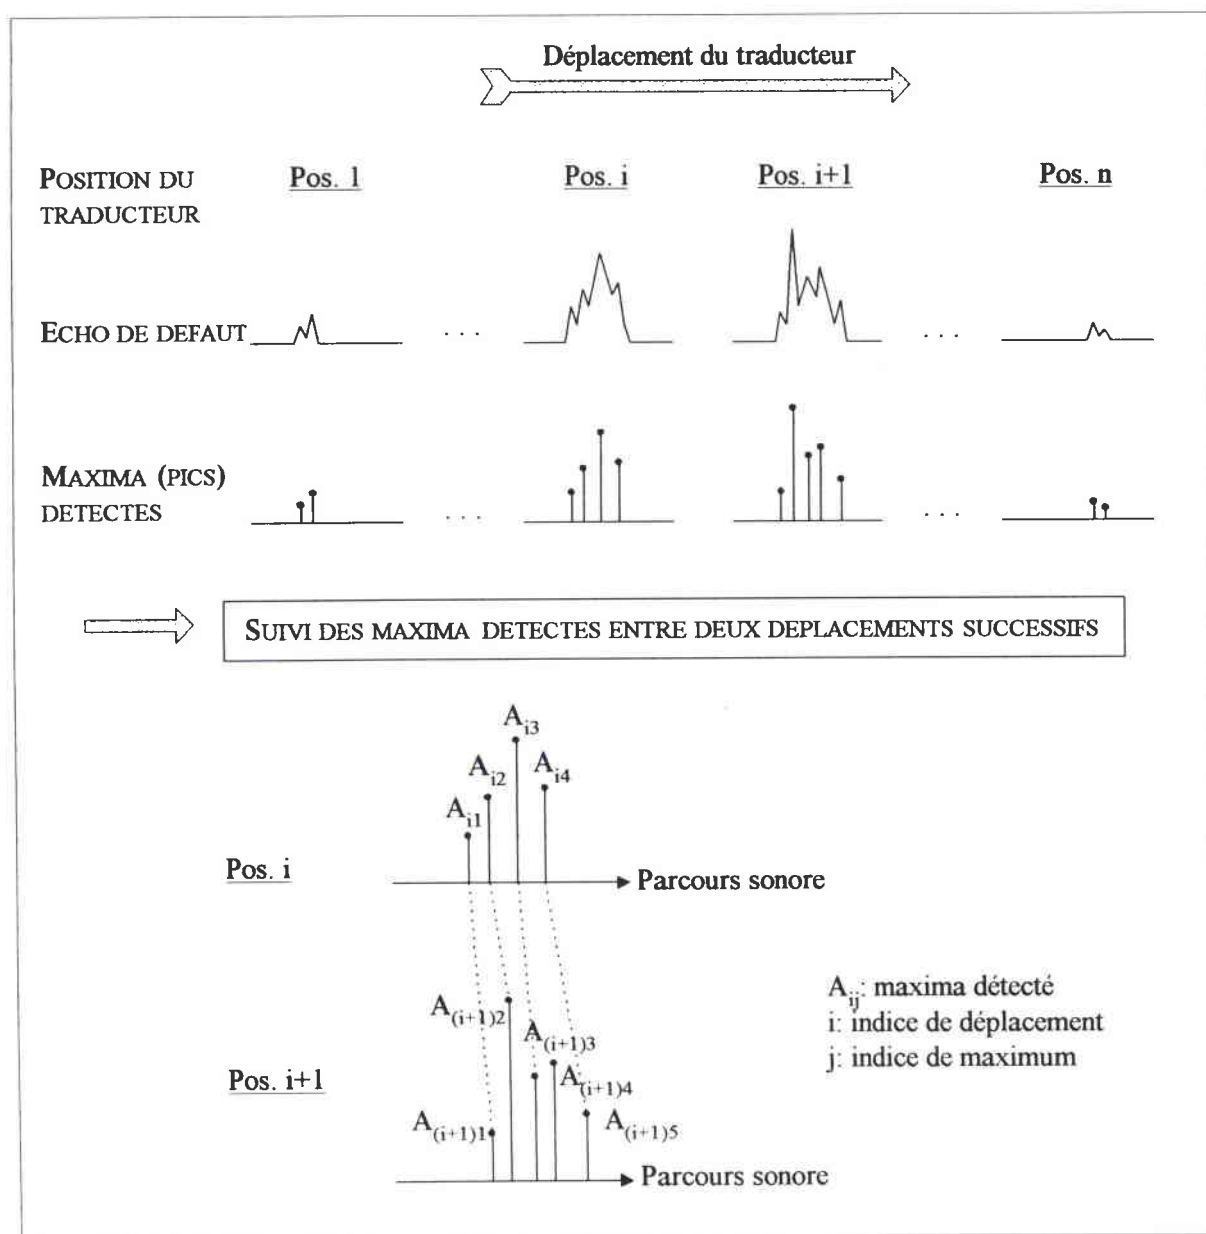 Déplacement du traducteur
POSITION DU
TRADUCTEUR
Pos. 1
Pos. i
Pos. i+1
Pos. n
ECHO DE DEFAUT
. . .
. . .
MAXIMA (PICS)
DETECTES
. . .
. . .
SUIVI DES MAXIMA DETECTES ENTRE DEUX DEPLACEMENTS SUCCESSIFS
A_i3
A_i2
A_i4
A_i1
Pos. i
Parcours sonore
A_(i+1)2
A_(i+1)3
A_(i+1)4
A_(i+1)1
A_(i+1)5
Pos. i+1
Parcours sonore
A_ij: maxima détecté
i: indice de déplacement
j: indice de maximum